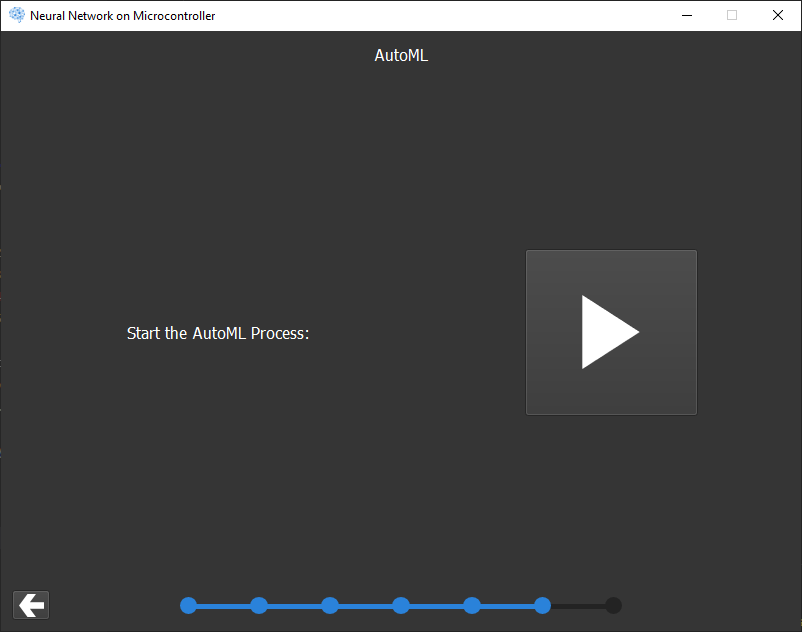 Neural Network on Microcontroller
AutoML
Start the AutoML Process: